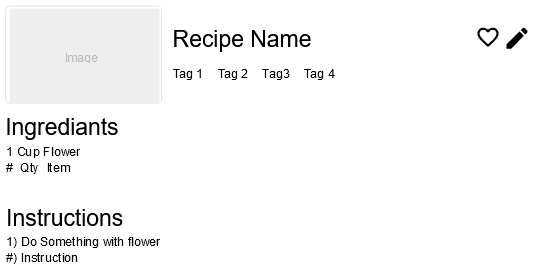 Image
Recipe Name
Tag 1 Tag 2 Tag3 Tag 4
Ingrediants
1 Cup Flower
# Qty Item
Instructions
1) Do Something with flower
#) Instruction